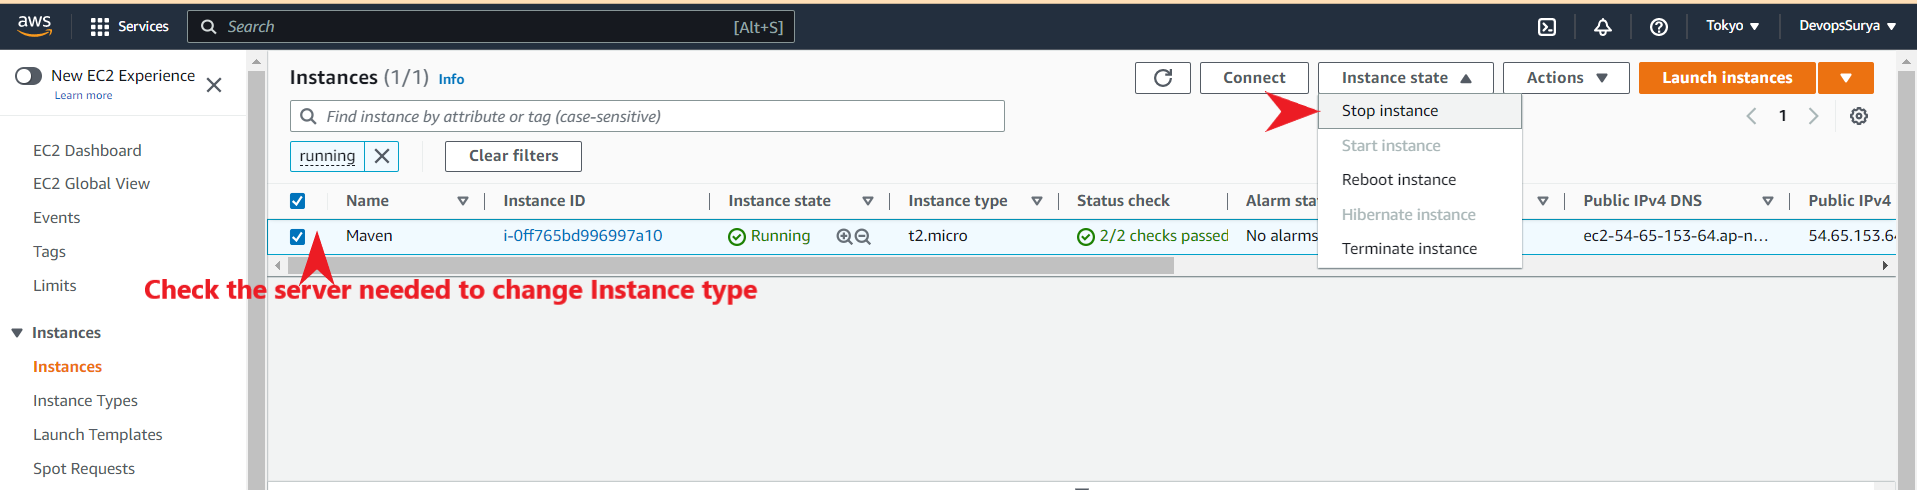 aws
Services
Search
[Alt+S]
Tokyo
DevopsSurya
New EC2 Experience
Learn more
EC2 Dashboard
EC2 Global View
Events
Tags
Limits
Instances
Instances
Instance Types
Launch Templates
Spot Requests
Instances (1/1) Info
Connect
Instance state
Actions
Launch instances
Find instance by attribute or tag (case-sensitive)
1
running
Clear filters
Stop instance
Start instance
Reboot instance
Hibernate instance
Terminate instance
Name Instance ID Instance state Instance type Status check Alarm sta Public IPv4 DNS Public IPv4
Maven i-0ff765bd996997a10 Running t2.micro 2/2 checks passed No alarms ec2-54-65-153-64.ap-n... 54.65.153.64
Check the server needed to change Instance type